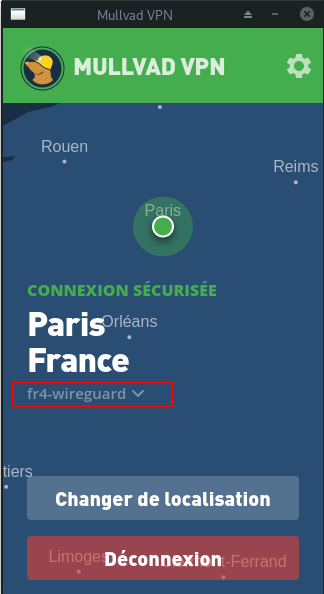 Mullvad VPN
MULLVAD VPN
Rouen
Reims
Paris
CONNEXION SÉCURISÉE
Paris
Orléans
France
fr4-wireguard
tiers
Changer de localisation
Limoges
Déconnexion
nt-Ferrand